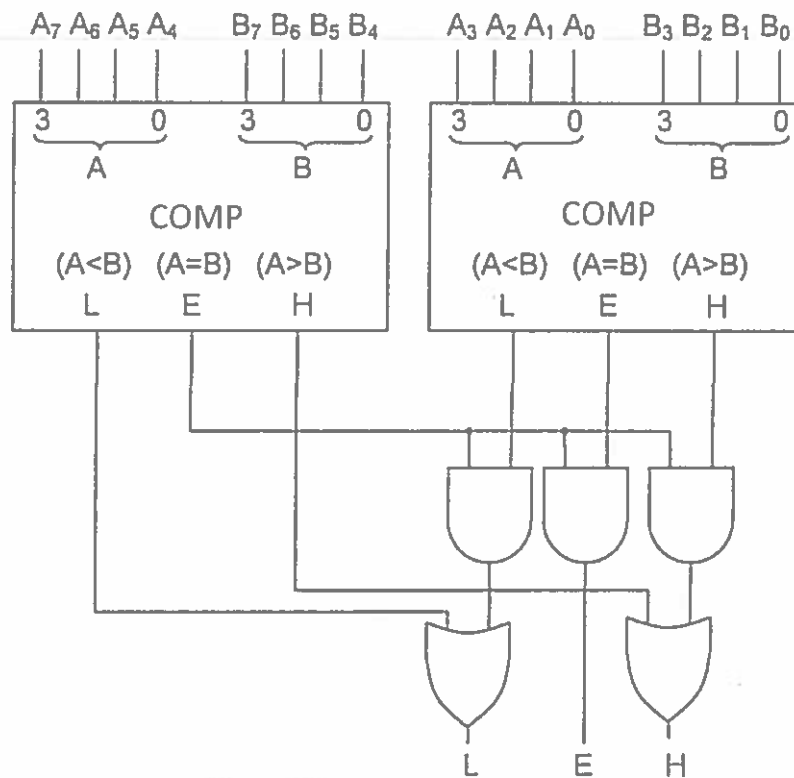 A₇ A₆ A₅ A₄ B₇ B₆ B₅ B₄ A₃ A₂ A₁ A₀ B₃ B₂ B₁ B₀
3 0 3 0 3 0 3 0
A B A B
COMP COMP
(A<B) (A=B) (A>B) (A<B) (A=B) (A>B)
L E H L E H
L E H